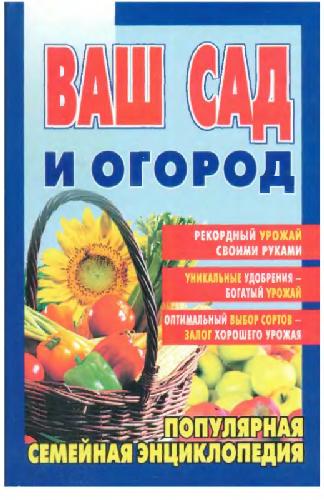 ВАШ САД
И ОГОРОД
РЕКОРДНЫЙ УРОЖАЙ
СВОИМИ РУКАМИ
УНИКАЛЬНЫЕ УДОБРЕНИЯ –
БОГАТЫЙ УРОЖАЙ
ОПТИМАЛЬНЫЙ ВЫБОР СОРТОВ –
ЗАЛОГ ХОРОШЕГО УРОЖАЯ
ПОПУЛЯРНАЯ
СЕМЕЙНАЯ ЭНЦИКЛОПЕДИЯ